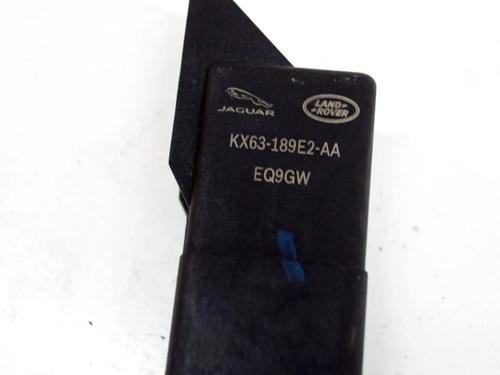 JAGUAR
LAND ROVER
KX63-189E2-AA
EQ9GW